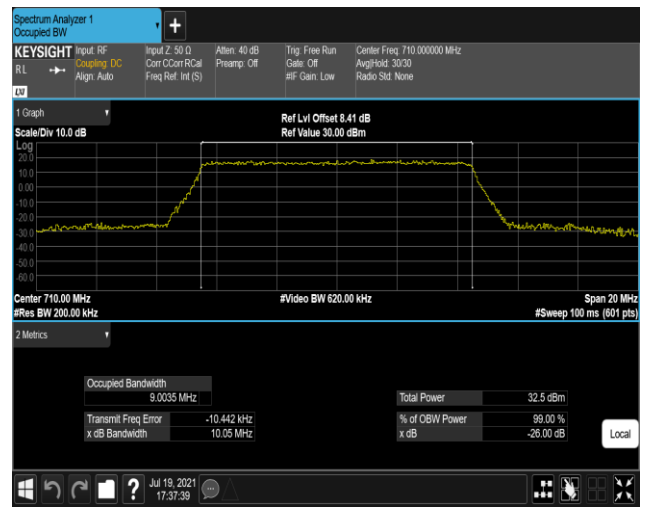 Spectrum Analyzer 1
Occupied BW
+
KEYSIGHT
RL
LXI
Input: RF
Coupling: DC
Align: Auto
Input Z: 50 Ω
Corr CCorr RCal
Freq Ref: Int (S)
Atten: 40 dB
Preamp: Off
Trig: Free Run
Gate: Off
#IF Gain: Low
Center Freq: 710.000000 MHz
Avg|Hold: 30/30
Radio Std: None
1 Graph
Scale/Div 10.0 dB
Ref Lvl Offset 8.41 dB
Ref Value 30.00 dBm
Log
20.0
10.0
0.00
-10.0
-20.0
-30.0
-40.0
-50.0
-60.0
Center 710.00 MHz
#Res BW 200.00 kHz
#Video BW 620.00 kHz
Span 20 MHz
#Sweep 100 ms (601 pts)
2 Metrics
Occupied Bandwidth
9.0035 MHz
Total Power 32.5 dBm
Transmit Freq Error -10.442 kHz
% of OBW Power 99.00 %
x dB Bandwidth 10.05 MHz
x dB -26.00 dB
Local
?
Jul 19, 2021
17:37:39